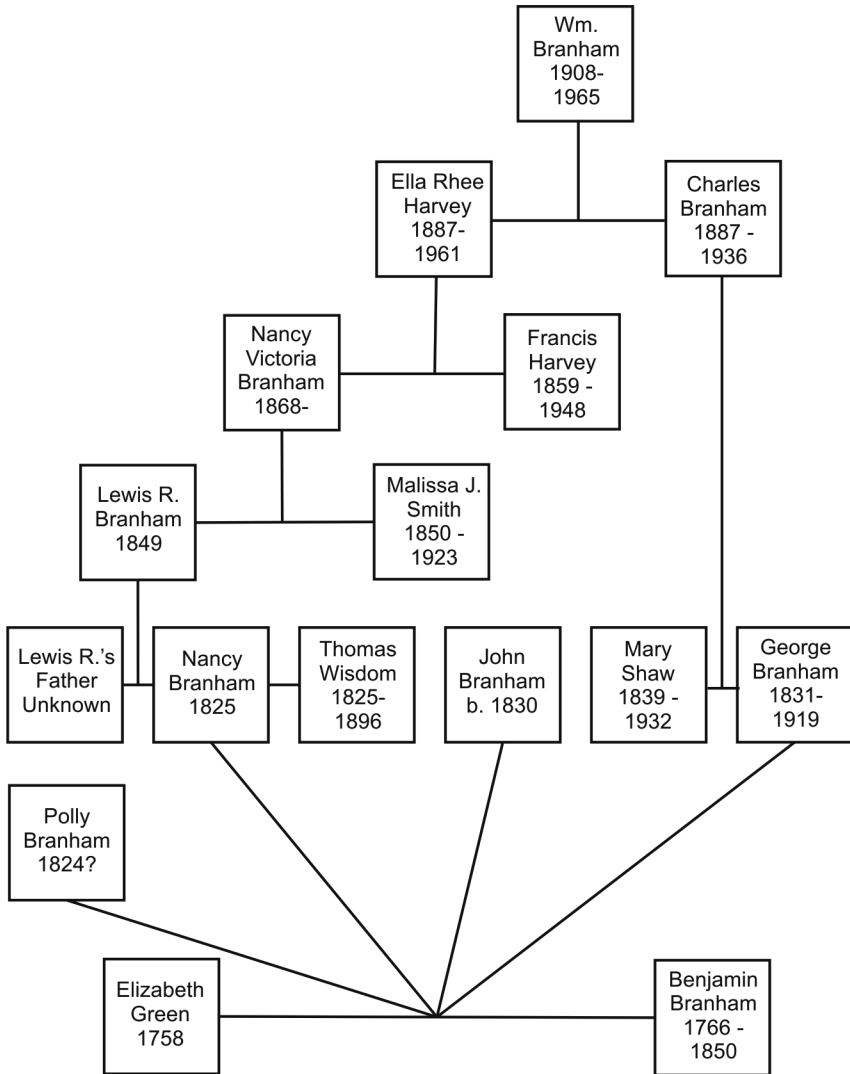 Wm.
Branham
1908-
1965
Ella Rhee
Harvey
1887-
1961
Charles
Branham
1887 -
1936
Nancy
Victoria
Branham
1868-
Francis
Harvey
1859 -
1948
Lewis R.
Branham
1849
Malissa J.
Smith
1850 -
1923
Lewis R.'s
Father
Unknown
Nancy
Branham
1825
Thomas
Wisdom
1825-
1896
John
Branham
b. 1830
Mary
Shaw
1839 -
1932
George
Branham
1831-
1919
Polly
Branham
1824?
Elizabeth
Green
1758
Benjamin
Branham
1766 -
1850